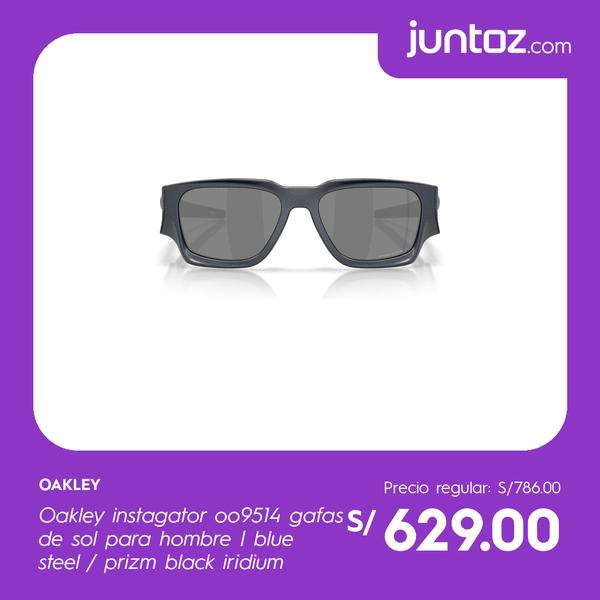 juntoz.com
OAKLEY
Oakley instagator oo9514 gafas
de sol para hombre | blue
steel / prizm black iridium
Precio regular: S/786.00
S/ 629.00